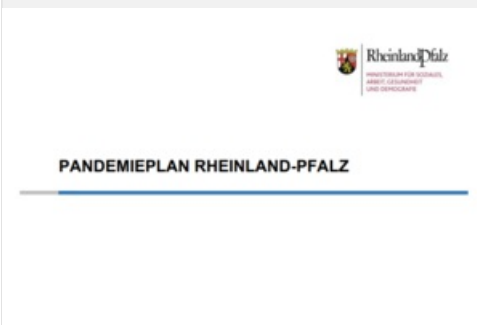 RheinlandPfalz
MINISTERIUM FÜR SOZIALES,
ARBEIT, GESUNDHEIT
UND DEMOGRAFIE
PANDEMIEPLAN RHEINLAND-PFALZ